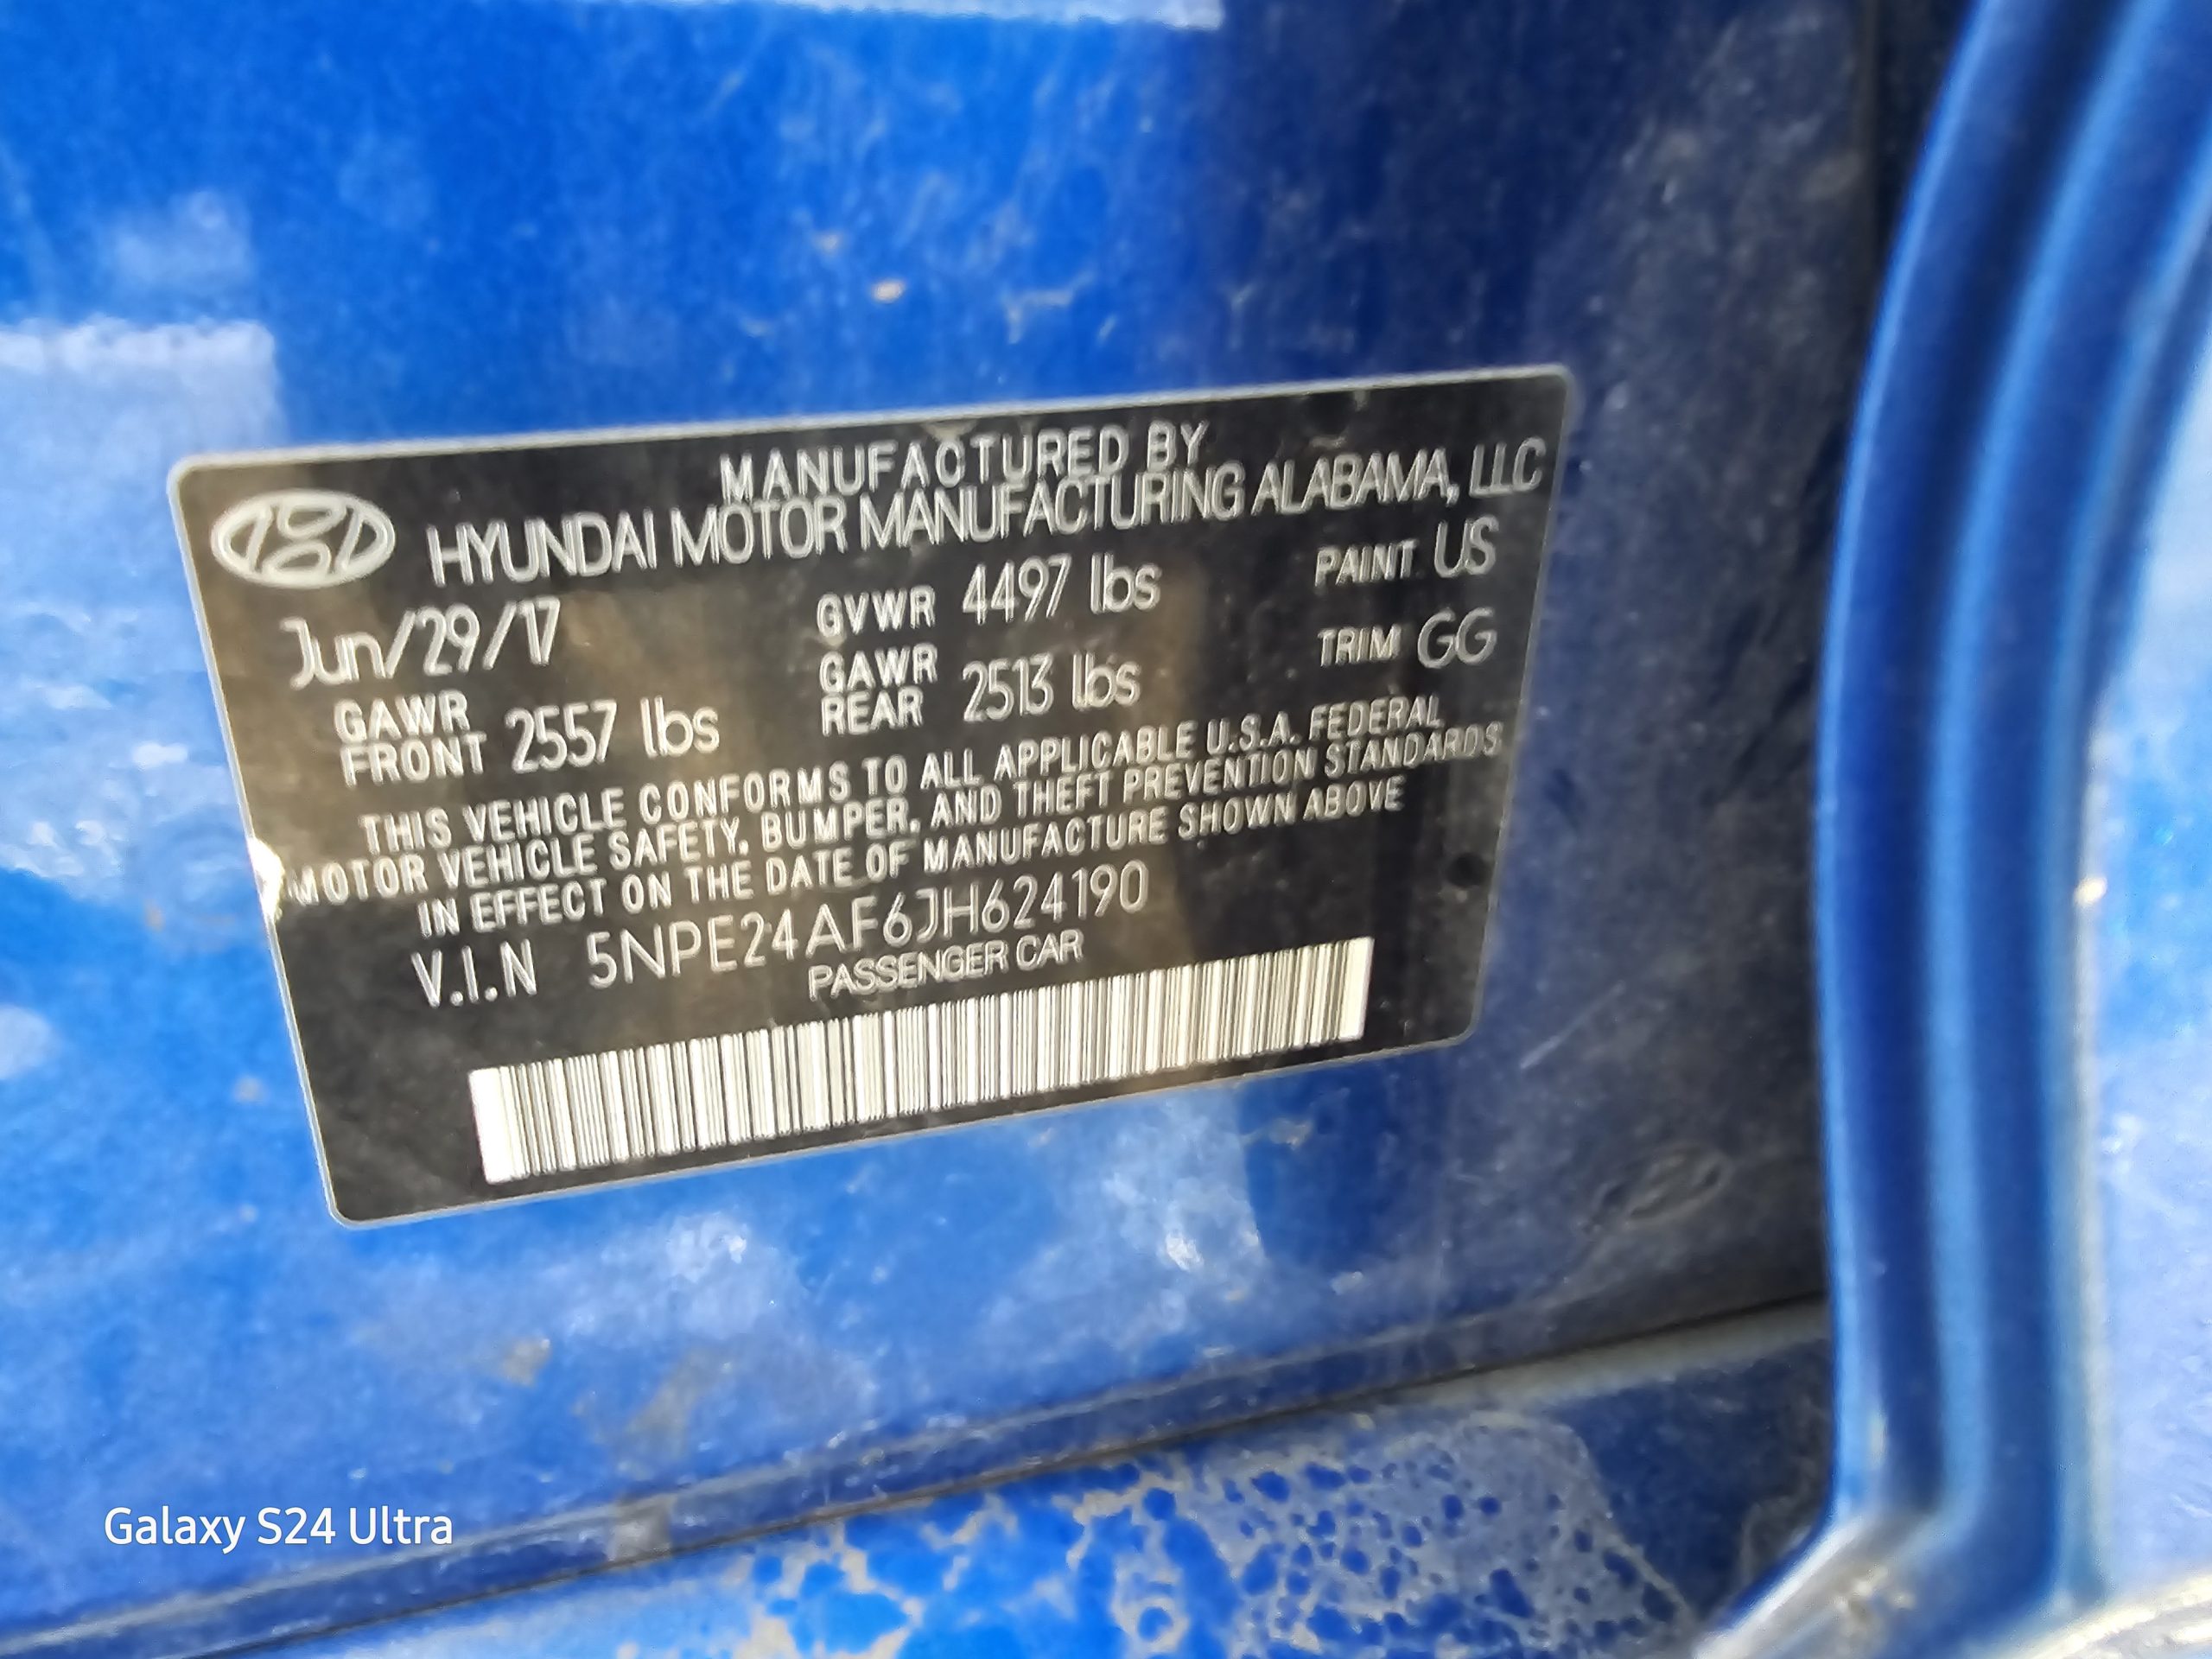 MANUFACTURED BY
HYUNDAI MOTOR MANUFACTURING ALABAMA, LLC
Jun/29/17 GVWR 4497 lbs PAINT US
GAWR FRONT 2557 lbs GAWR REAR 2513 lbs TRIM GG
THIS VEHICLE CONFORMS TO ALL APPLICABLE U.S.A. FEDERAL
MOTOR VEHICLE SAFETY, BUMPER, AND THEFT PREVENTION STANDARDS
IN EFFECT ON THE DATE OF MANUFACTURE SHOWN ABOVE
V.I.N 5NPE24AF6JH624190
PASSENGER CAR
Galaxy S24 Ultra